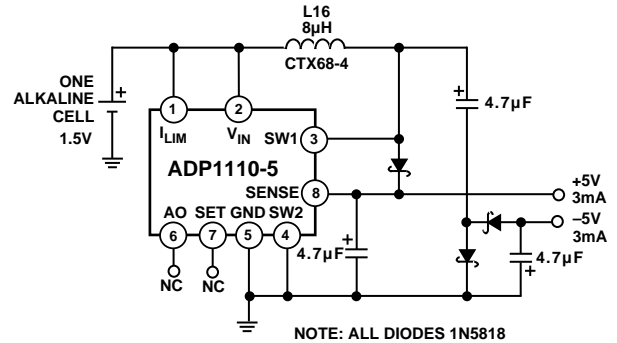 L16
8µH
CTX68-4
ONE
ALKALINE
CELL
1.5V
+
1
2
ILIM
VIN
SW1
3
ADP1110-5
SENSE
8
AO
SET
GND
SW2
6
7
5
4
NC
NC
+
4.7µF
+
4.7µF
+5V
3mA
–5V
3mA
4.7µF
+
NOTE: ALL DIODES 1N5818